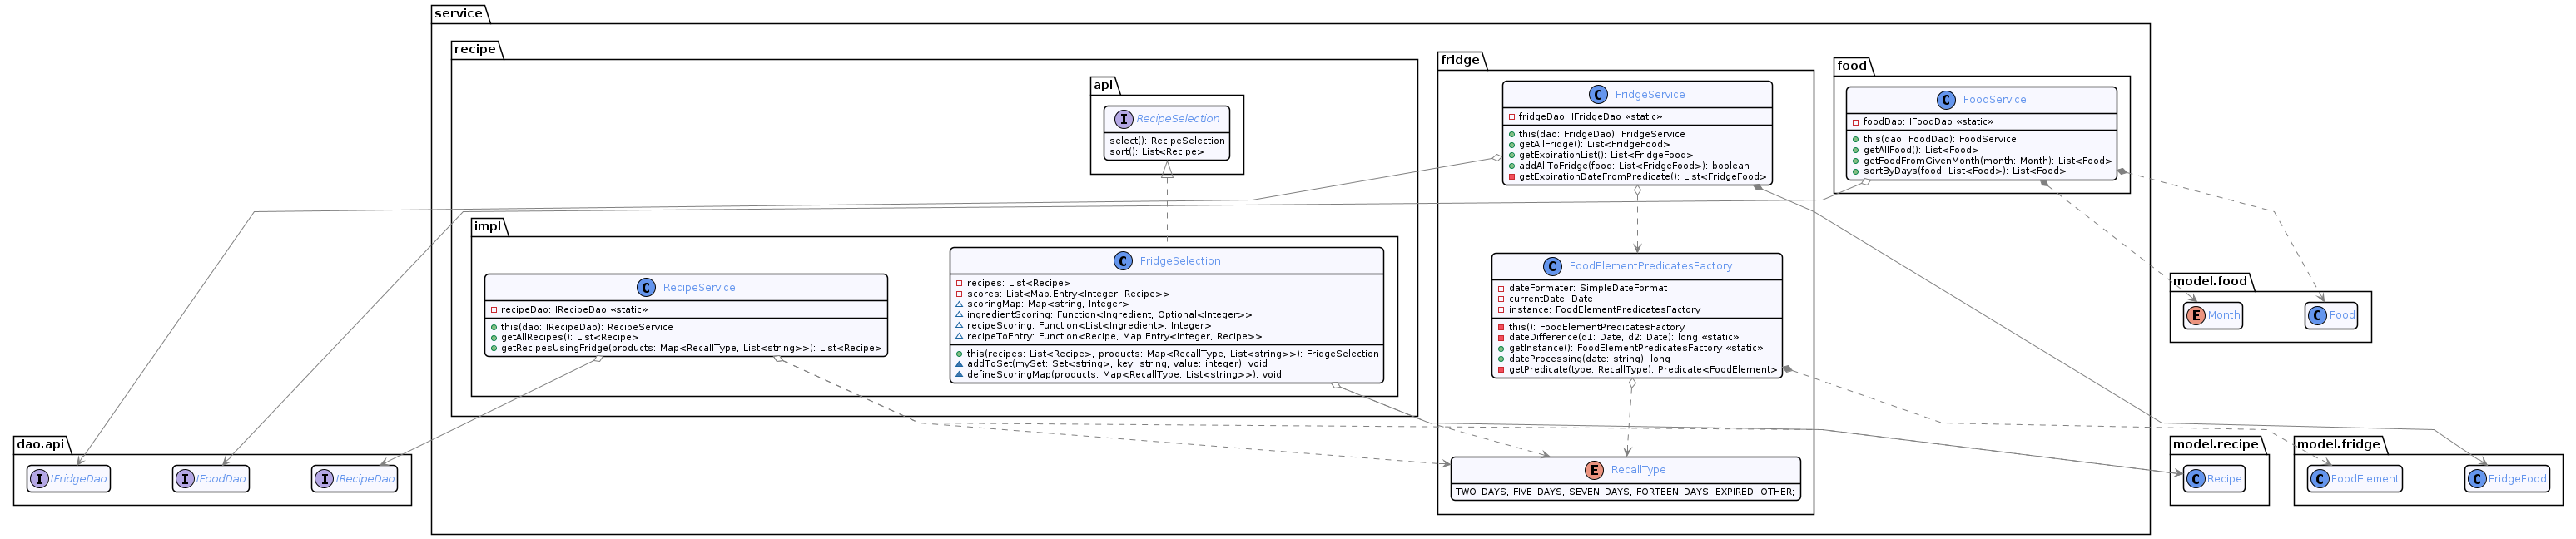 service
recipe
api
I RecipeSelection
select(): RecipeSelection
sort(): List<Recipe>
impl
C RecipeService
recipeDao: IRecipeDao «static»
this(dao: IRecipeDao): RecipeService
getAllRecipes(): List<Recipe>
getRecipesUsingFridge(products: Map<RecallType, List<string>>): List<Recipe>
C FridgeSelection
recipes: List<Recipe>
scores: List<Map.Entry<Integer, Recipe>>
scoringMap: Map<string, Integer>
ingredientScoring: Function<Ingredient, Optional<Integer>>
recipeScoring: Function<List<Ingredient>, Integer>
recipeToEntry: Function<Recipe, Map.Entry<Integer, Recipe>>
this(recipes: List<Recipe>, products: Map<RecallType, List<string>>): FridgeSelection
addToSet(mySet: Set<string>, key: string, value: integer): void
defineScoringMap(products: Map<RecallType, List<string>>): void
fridge
C FridgeService
fridgeDao: IFridgeDao «static»
this(dao: FridgeDao): FridgeService
getAllFridge(): List<FridgeFood>
getExpirationList(): List<FridgeFood>
addAllToFridge(food: List<FridgeFood>): boolean
getExpirationDateFromPredicate(): List<FridgeFood>
C FoodElementPredicatesFactory
dateFormater: SimpleDateFormat
currentDate: Date
instance: FoodElementPredicatesFactory
this(): FoodElementPredicatesFactory
dateDifference(d1: Date, d2: Date): long «static»
getInstance(): FoodElementPredicatesFactory «static»
dateProcessing(date: string): long
getPredicate(type: RecallType): Predicate<FoodElement>
E RecallType
TWO_DAYS, FIVE_DAYS, SEVEN_DAYS, FORTEEN_DAYS, EXPIRED, OTHER;
food
C FoodService
foodDao: IFoodDao «static»
this(dao: FoodDao): FoodService
getAllFood(): List<Food>
getFoodFromGivenMonth(month: Month): List<Food>
sortByDays(food: List<Food>): List<Food>
model.food
E Month
C Food
dao.api
I IFridgeDao
I IFoodDao
I IRecipeDao
model.recipe
C Recipe
model.fridge
C FoodElement
C FridgeFood